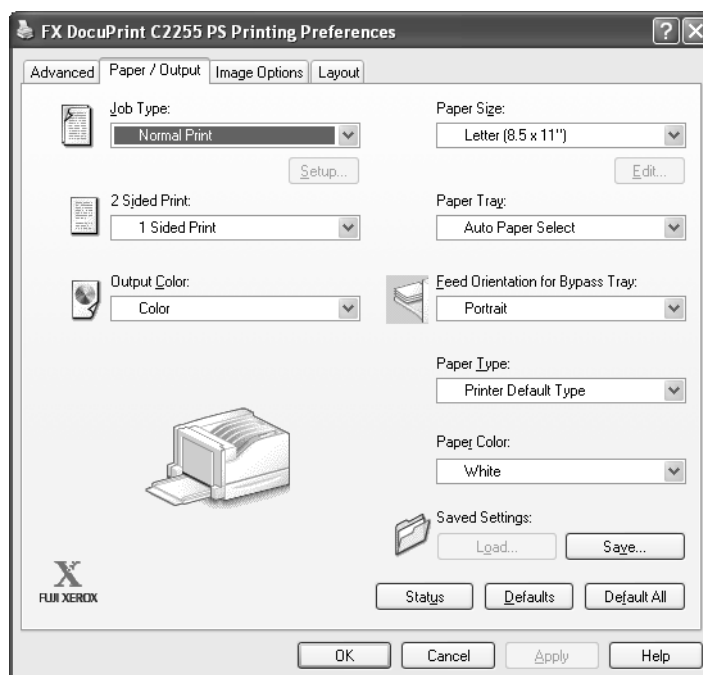 FX DocuPrint C2255 PS Printing Preferences
Advanced
Paper / Output
Image Options
Layout
Job Type:
Normal Print
Setup...
2 Sided Print:
1 Sided Print
Output Color:
Color
Paper Size:
Letter (8.5 x 11")
Edit...
Paper Tray:
Auto Paper Select
Feed Orientation for Bypass Tray:
Portrait
Paper Type:
Printer Default Type
Paper Color:
White
Saved Settings:
Load...
Save...
FUJI XEROX
Status
Defaults
Default All
OK
Cancel
Apply
Help